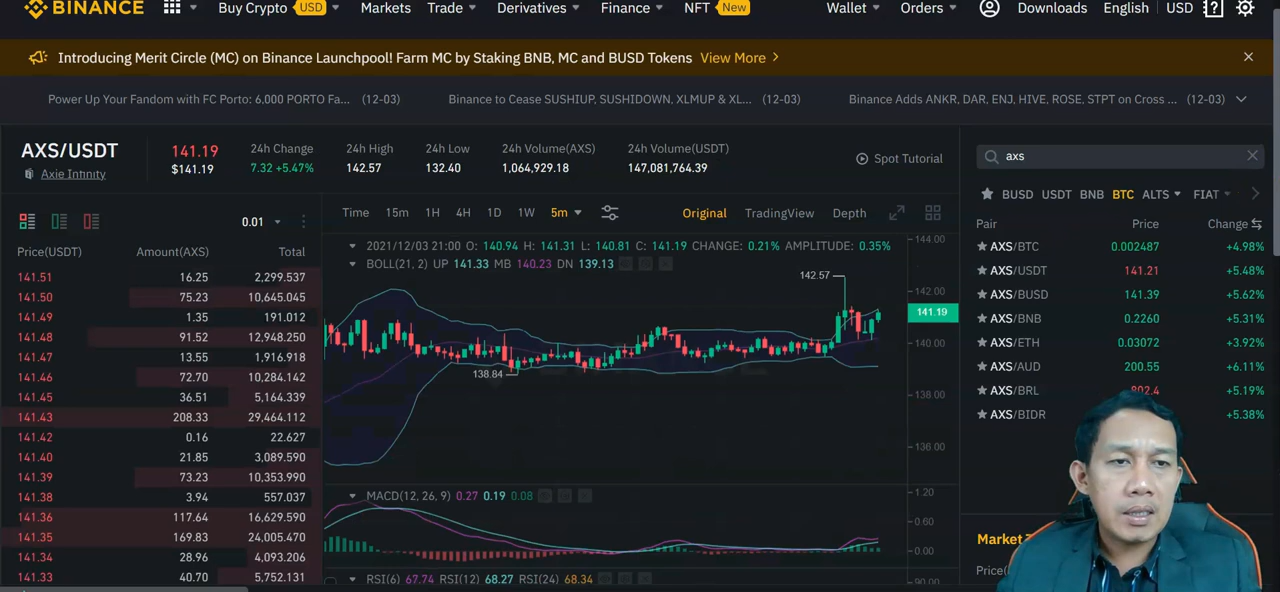 BINANCE Buy Crypto USD Markets Trade Derivatives Finance NFT New Wallet Orders Downloads English USD
Introducing Merit Circle (MC) on Binance Launchpool! Farm MC by Staking BNB, MC and BUSD Tokens View More
Power Up Your Fandom with FC Porto: 6,000 PORTO Fa... (12-03) Binance to Cease SUSHIUP, SUSHIDOWN, XLMUP & XL... (12-03) Binance Adds ANKR, DAR, ENJ, HIVE, ROSE, STPT on Cross ... (12-03)
AXS/USDT
Axie Infinity
141.19
$141.19
24h Change
7.32 +5.47%
24h High
142.57
24h Low
132.40
24h Volume(AXS)
1,064,929.18
24h Volume(USDT)
147,081,764.39
Spot Tutorial
0.01
Price(USDT) Amount(AXS) Total
141.51 16.25 2,299.537
141.50 75.23 10,645.045
141.49 1.35 191.012
141.48 91.52 12,948.250
141.47 13.55 1,916.918
141.46 72.70 10,284.142
141.45 36.51 5,164.339
141.43 208.33 29,464.112
141.42 0.16 22.627
141.40 21.85 3,089.590
141.39 73.23 10,353.990
141.38 3.94 557.037
141.36 117.64 16,629.590
141.35 169.83 24,005.470
141.34 28.96 4,093.206
141.33 40.70 5,752.131
Time 15m 1H 4H 1D 1W 5m Original TradingView Depth
2021/12/03 21:00 O: 140.94 H: 141.31 L: 140.81 C: 141.19 CHANGE: 0.21% AMPLITUDE: 0.35%
BOLL(21, 2) UP 141.33 MB 140.23 DN 139.13
142.57
138.84
144.00
142.00
141.19
140.00
138.00
136.00
MACD(12, 26, 9) 0.27 0.19 0.08
1.20
0.60
0.00
RSI(6) 67.74 RSI(12) 68.27 RSI(24) 68.34
90.00
axs
BUSD USDT BNB BTC ALTS FIAT
Pair Price Change
AXS/BTC 0.002487 +4.98%
AXS/USDT 141.21 +5.48%
AXS/BUSD 141.39 +5.62%
AXS/BNB 0.2260 +5.31%
AXS/ETH 0.03072 +3.92%
AXS/AUD 200.55 +6.11%
AXS/BRL 802.4 +5.19%
AXS/BIDR +5.38%
Market
Price(